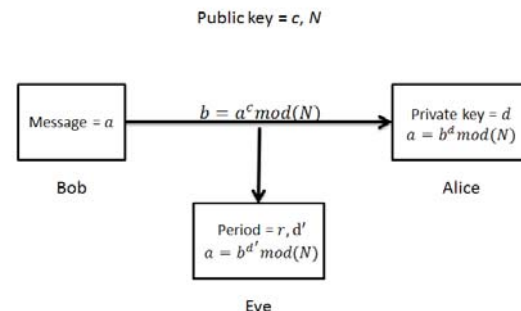 Public key = c, N
Message = a
b = a^c mod(N)
Private key = d
a = b^d mod(N)
Bob
Alice
Period = r, d′
a = b^d′ mod(N)
Eve